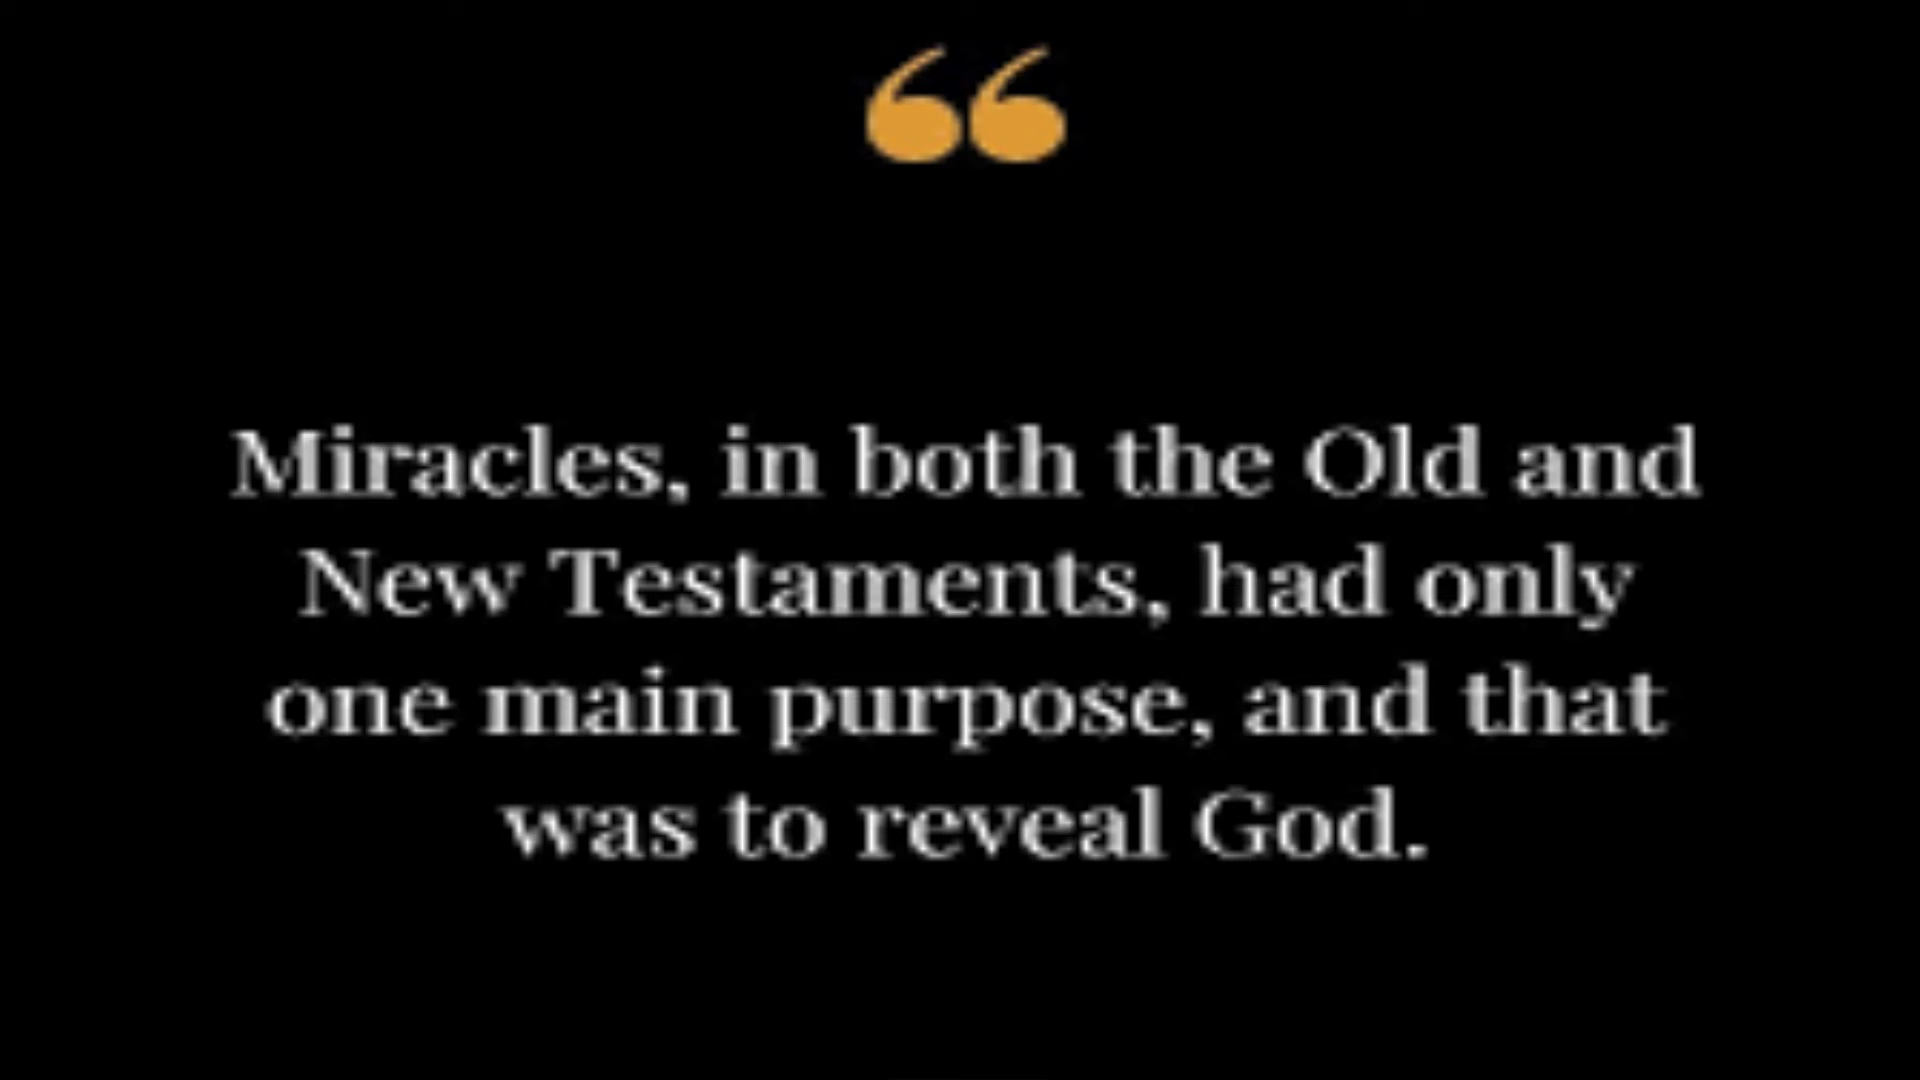 “
Miracles, in both the Old and
New Testaments, had only
one main purpose, and that
was to reveal God.